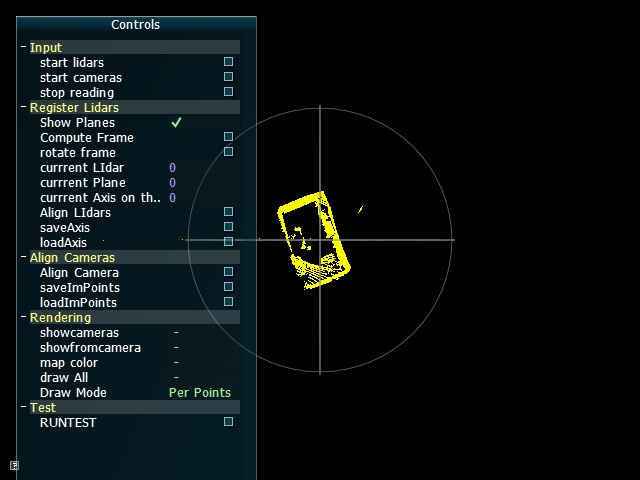 Controls
Input
start lidars
start cameras
stop reading
Register Lidars
Show Planes
Compute Frame
rotate frame
currrent LIdar 0
currrent Plane 0
currrent Axis on th.. 0
Align LIdars
saveAxis
loadAxis
Align Cameras
Align Camera
saveImPoints
loadImPoints
Rendering
showcameras -
showfromcamera -
map color -
draw All -
Draw Mode Per Points
Test
RUNTEST
?